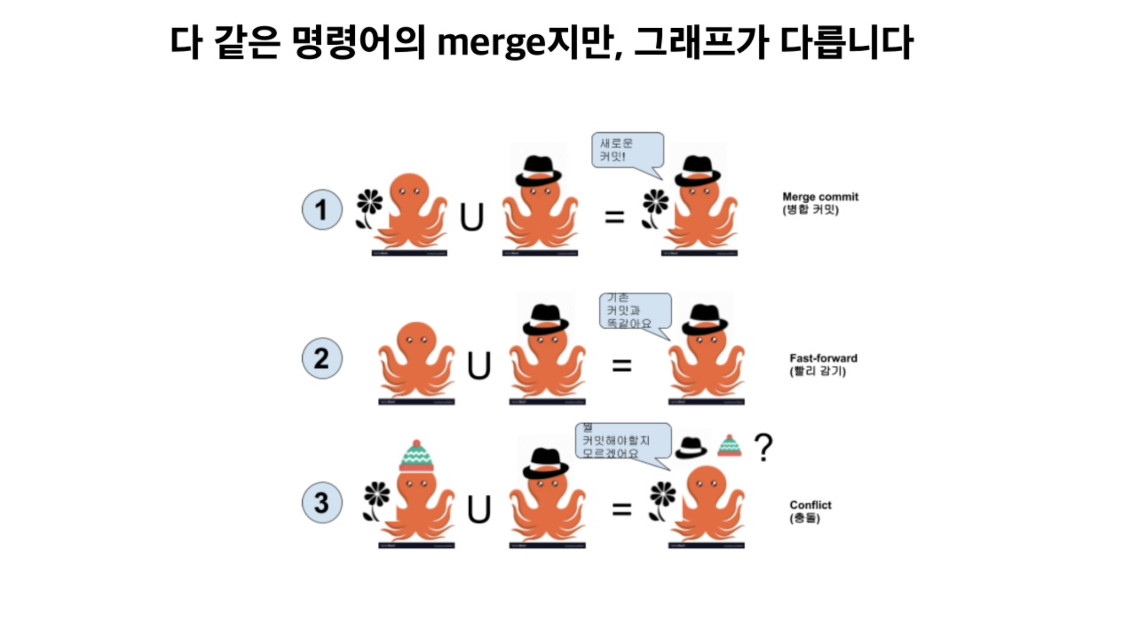 다 같은 명령어의 merge지만, 그래프가 다릅니다
새로운
커밋!
1
U
=
Merge commit
(병합 커밋)
기존
커밋과
똑같아요
2
U
=
Fast-forward
(빨리 감기)
뭘
커밋해야할지
모르겠어요
?
3
U
=
Conflict
(충돌)